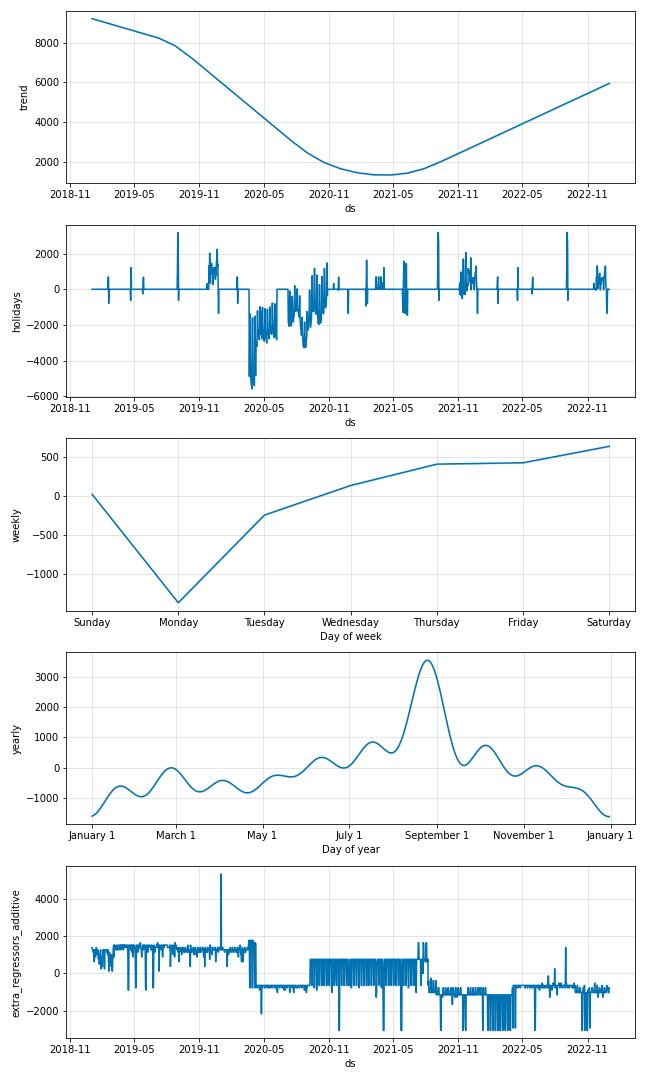 8000
6000
4000
2000
trend
2018-11 2019-05 2019-11 2020-05 2020-11 2021-05 2021-11 2022-05 2022-11
ds
2000
0
−2000
−4000
−6000
holidays
2018-11 2019-05 2019-11 2020-05 2020-11 2021-05 2021-11 2022-05 2022-11
ds
500
0
−500
−1000
weekly
Sunday Monday Tuesday Wednesday Thursday Friday Saturday
Day of week
3000
2000
1000
0
−1000
yearly
January 1 March 1 May 1 July 1 September 1 November 1 January 1
Day of year
4000
2000
0
−2000
extra_regressors_additive
2018-11 2019-05 2019-11 2020-05 2020-11 2021-05 2021-11 2022-05 2022-11
ds